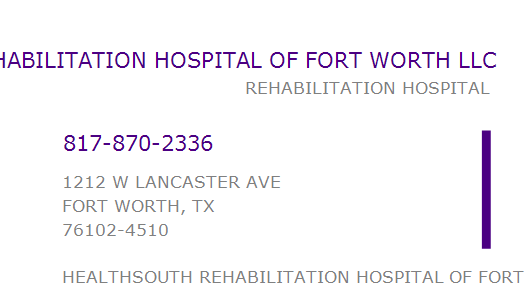 HABILITATION HOSPITAL OF FORT WORTH LLC
REHABILITATION HOSPITAL
817-870-2336
1212 W LANCASTER AVE
FORT WORTH, TX
76102-4510
HEALTHSOUTH REHABILITATION HOSPITAL OF FORT